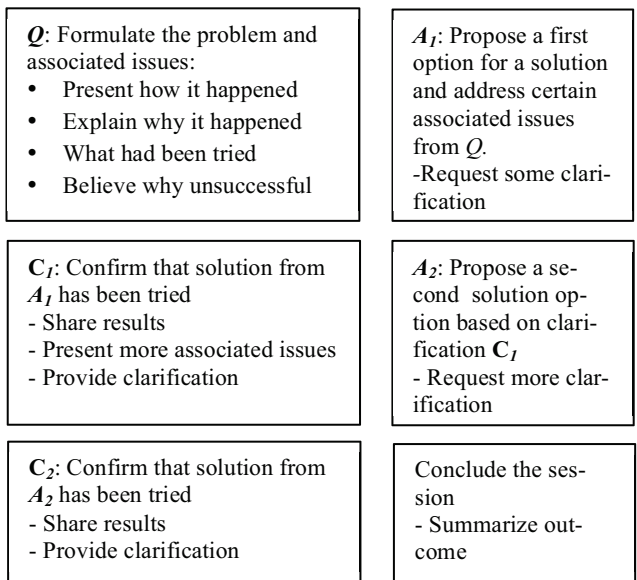 Q: Formulate the problem and
associated issues:
• Present how it happened
• Explain why it happened
• What had been tried
• Believe why unsuccessful
A1: Propose a first
option for a solution
and address certain
associated issues
from Q.
-Request some clari-
fication
C1: Confirm that solution from
A1 has been tried
- Share results
- Present more associated issues
- Provide clarification
A2: Propose a se-
cond solution op-
tion based on clari-
fication C1
- Request more clar-
ification
C2: Confirm that solution from
A2 has been tried
- Share results
- Provide clarification
Conclude the ses-
sion
- Summarize out-
come